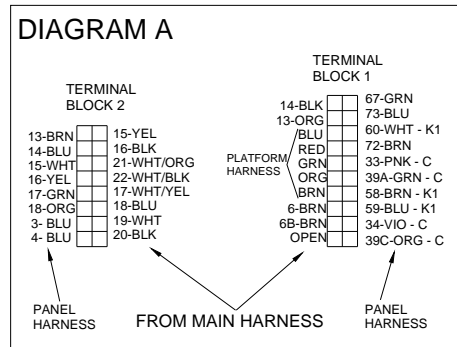 DIAGRAM A
TERMINAL
BLOCK 2
13-BRN
14-BLU
15-WHT
16-YEL
17-GRN
18-ORG
3- BLU
4- BLU
15-YEL
16-BLK
21-WHT/ORG
22-WHT/BLK
17-WHT/YEL
18-BLU
19-WHT
20-BLK
TERMINAL
BLOCK 1
14-BLK
13-ORG
BLU
RED
GRN
ORG
BRN
6-BRN
6B-BRN
OPEN
PLATFORM
HARNESS
67-GRN
73-BLU
60-WHT - K1
72-BRN
33-PNK - C
39A-GRN - C
58-BRN - K1
59-BLU - K1
34-VIO - C
39C-ORG - C
PANEL
HARNESS
FROM MAIN HARNESS
PANEL
HARNESS